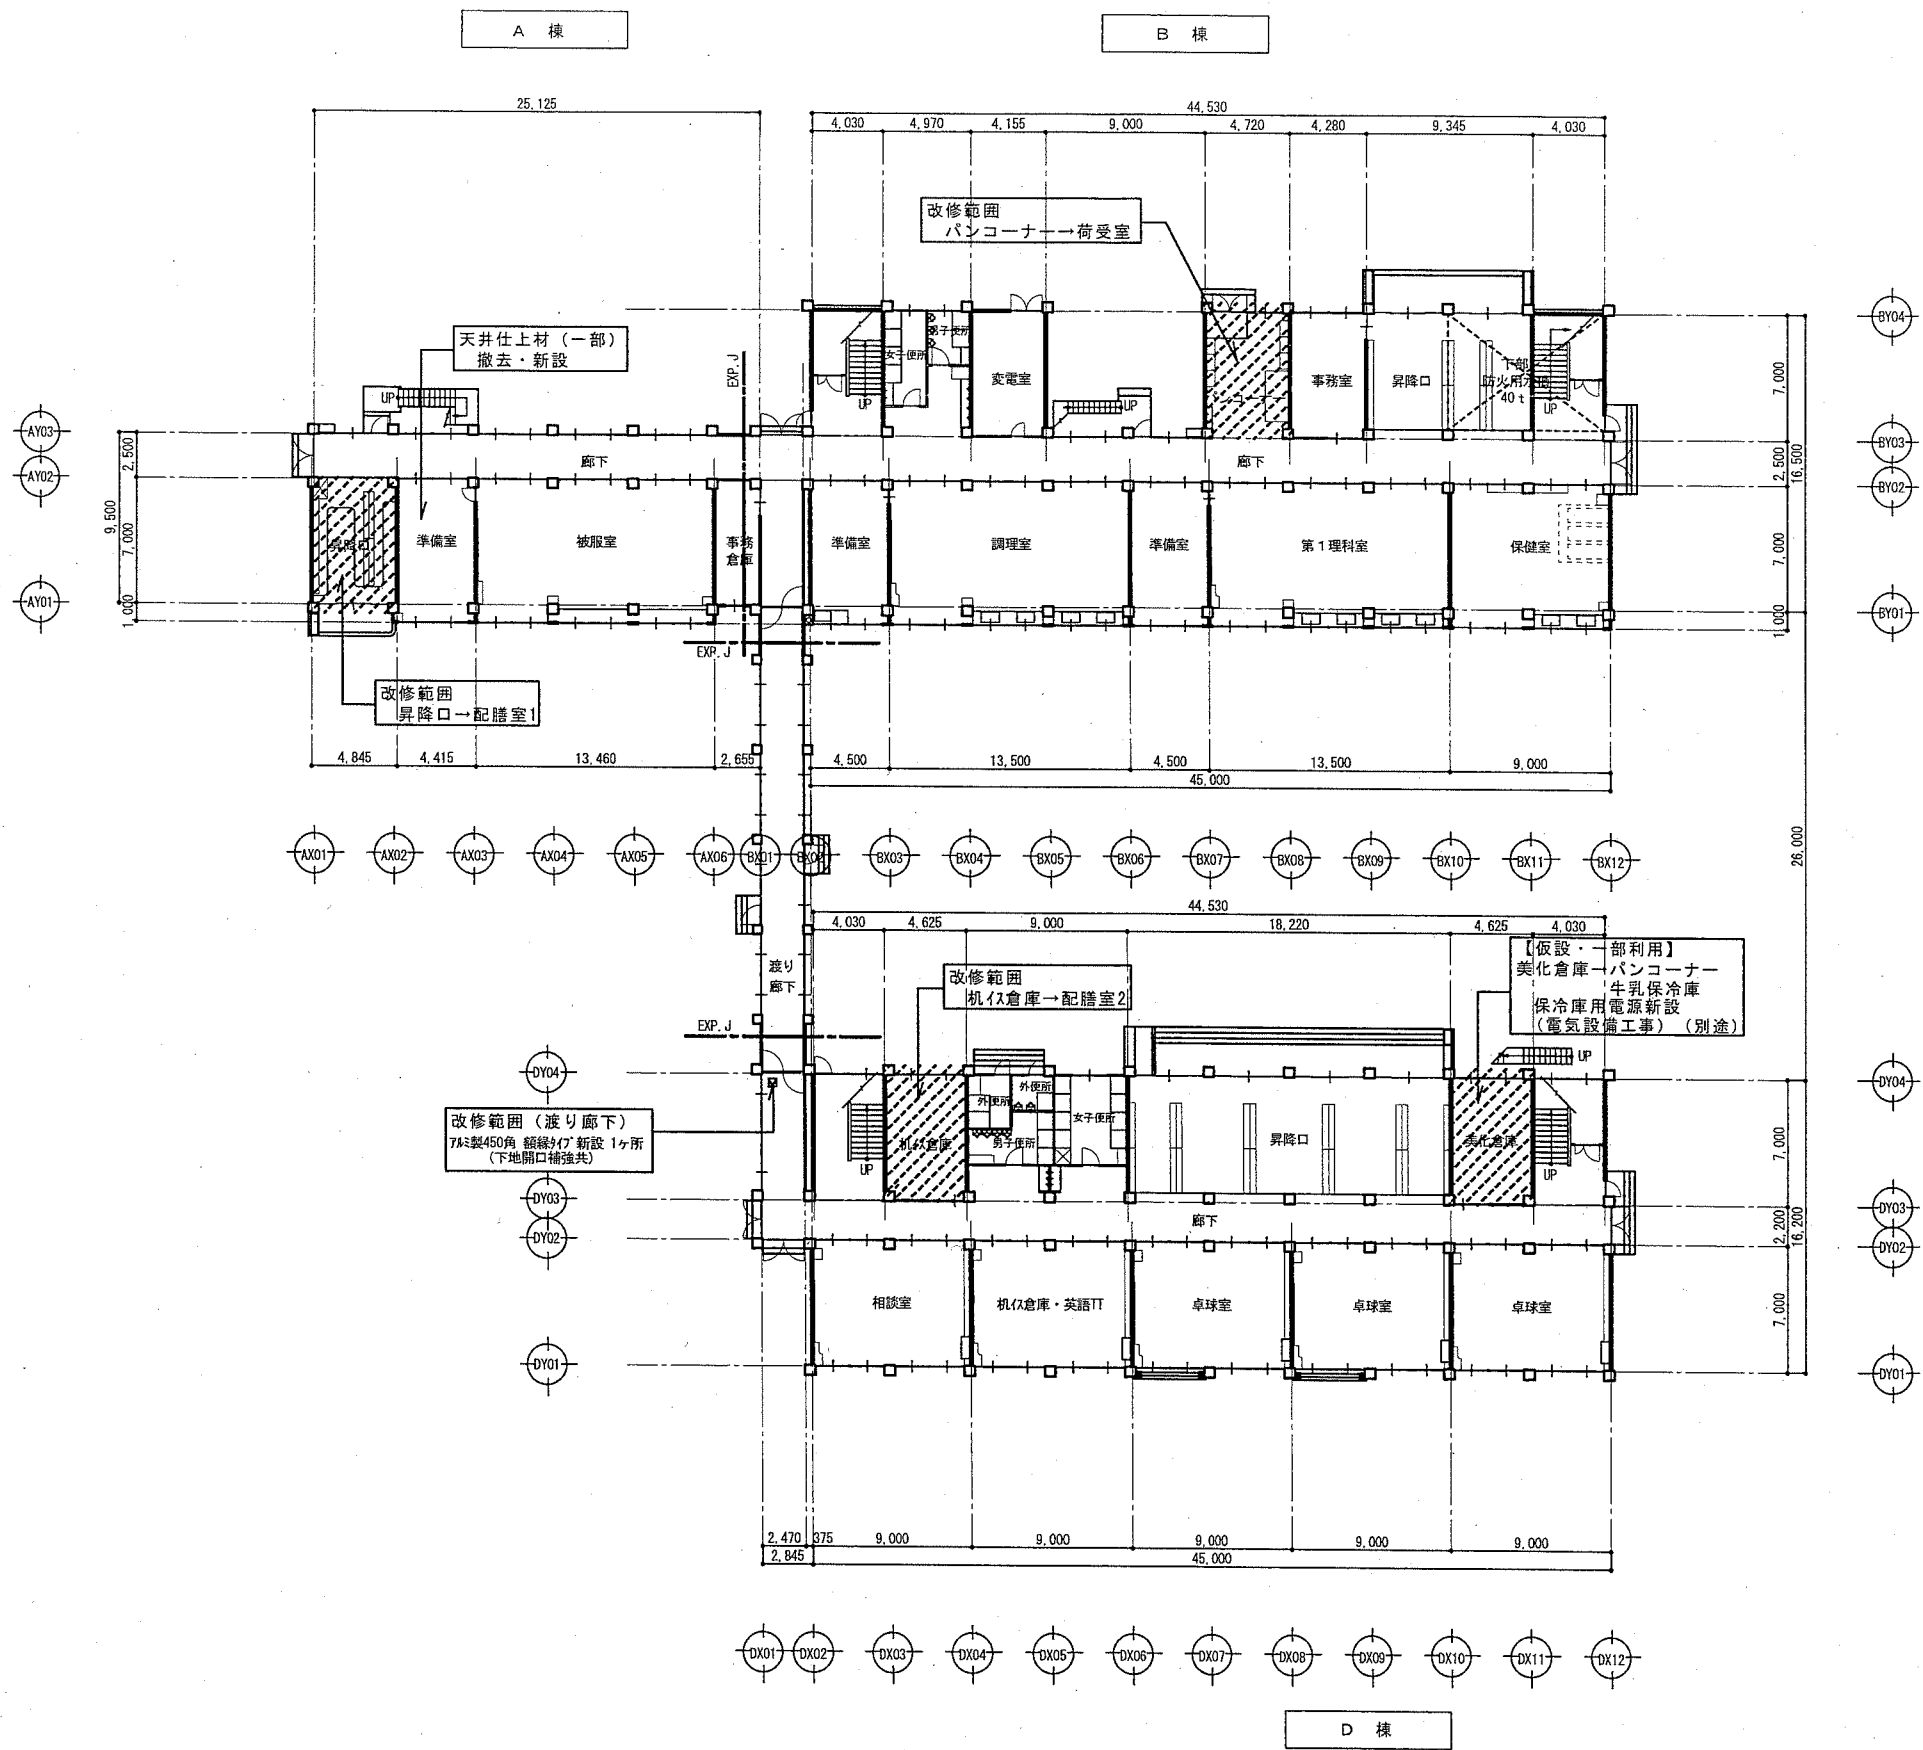 A 棟
B 棟
25,125
44,530
4,030
4,970
4,155
9,000
4,720
4,280
9,345
4,030
改修範囲
パンコーナー→荷受室
天井仕上材（一部）
撤去・新設
EXP.J
UP
女子便所
男子便所
UP
変電室
UP
事務室
昇降口
下部
防火用水槽
40t
UP
BY04
7,000
AY03
AY02
AY01
2,500
9,500
7,000
1,000
廊下
廊下
BY03
BY02
BY01
2,500
16,500
7,000
1,000
昇降口
準備室
被服室
事務
倉庫
準備室
調理室
準備室
第1理科室
保健室
EXP.J
改修範囲
昇降口→配膳室1
4,845
4,415
13,460
2,655
4,500
13,500
4,500
13,500
9,000
45,000
26,000
AX01
AX02
AX03
AX04
AX05
AX06
BX01
BX02
BX03
BX04
BX05
BX06
BX07
BX08
BX09
BX10
BX11
BX12
44,530
4,030
4,625
9,000
18,220
4,625
4,030
【仮設・一部利用】
美化倉庫→パンコーナー
牛乳保冷庫
保冷庫用電源新設
（電気設備工事）（別途）
渡り
廊下
改修範囲
机イス倉庫→配膳室2
EXP.J
UP
DY04
DY04
改修範囲（渡り廊下）
アルミ製450角 額縁タイプ新設 1ヶ所
（下地開口補強共）
UP
机イス倉庫
外便所
外便所
男子便所
女子便所
昇降口
美化倉庫
UP
7,000
DY03
DY02
DY01
廊下
DY03
DY02
DY01
2,200
16,200
7,000
相談室
机イス倉庫・英語TT
卓球室
卓球室
卓球室
2,470
375
9,000
9,000
9,000
9,000
9,000
2,845
45,000
DX01
DX02
DX03
DX04
DX05
DX06
DX07
DX08
DX09
DX10
DX11
DX12
D 棟